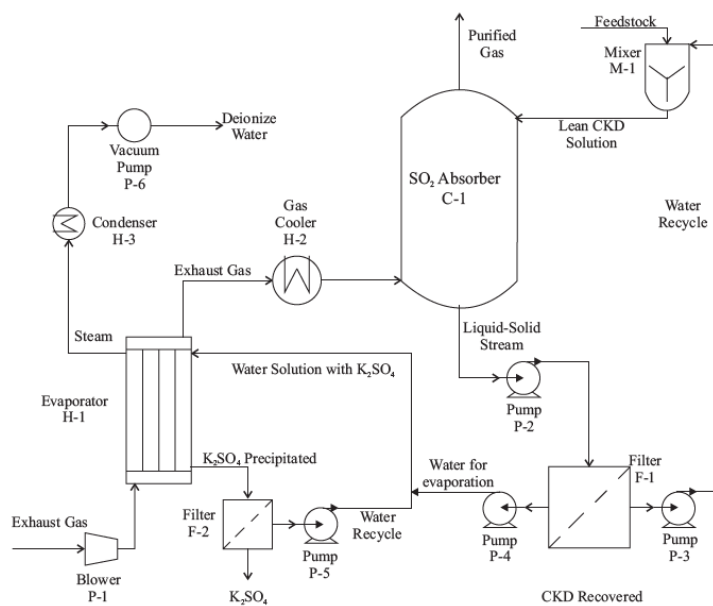 Purified
Gas
Feedstock
Mixer
M-1
Deionize
Water
Vacuum
Pump
P-6
Lean CKD
Solution
SO₂ Absorber
C-1
Water
Recycle
Condenser
H-3
Gas
Cooler
H-2
Exhaust Gas
Steam
Liquid-Solid
Stream
Water Solution with K₂SO₄
Evaporator
H-1
Pump
P-2
K₂SO₄ Precipitated
Water for
evaporation
Filter
F-1
Exhaust Gas
Filter
F-2
Water
Recycle
Pump
P-5
Pump
P-4
Pump
P-3
Blower
P-1
K₂SO₄
CKD Recovered